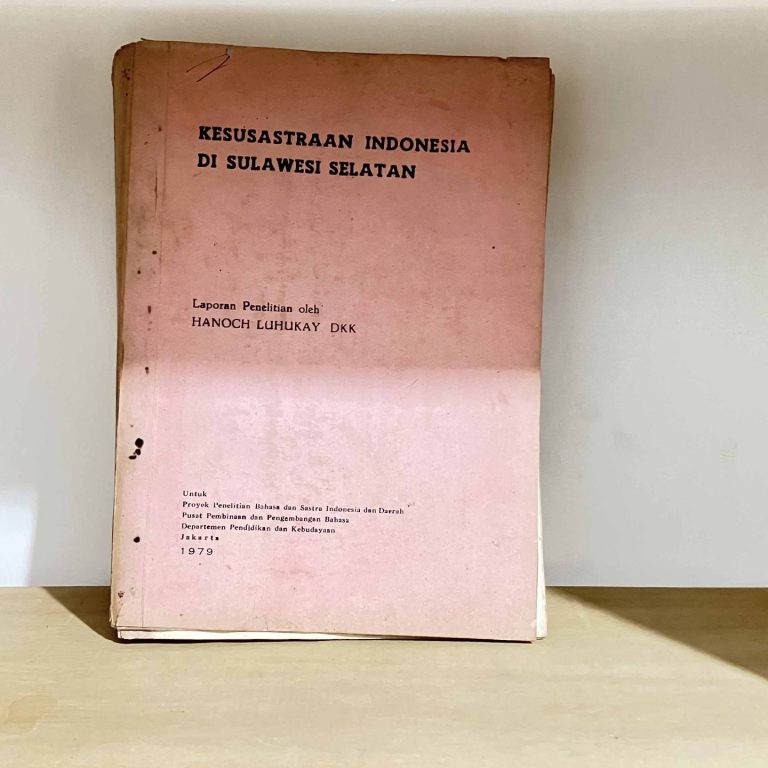 KESUSASTRAAN INDONESIA
DI SULAWESI SELATAN
Laporan Penelitian oleh
HANOCH LUHUKAY DKK
Untuk
Proyek Penelitian Bahasa dan Sastra Indonesia dan Daerah
Pusat Pembinaan dan Pengembangan Bahasa
Departemen Pendidikan dan Kebudayaan
Jakarta
1979